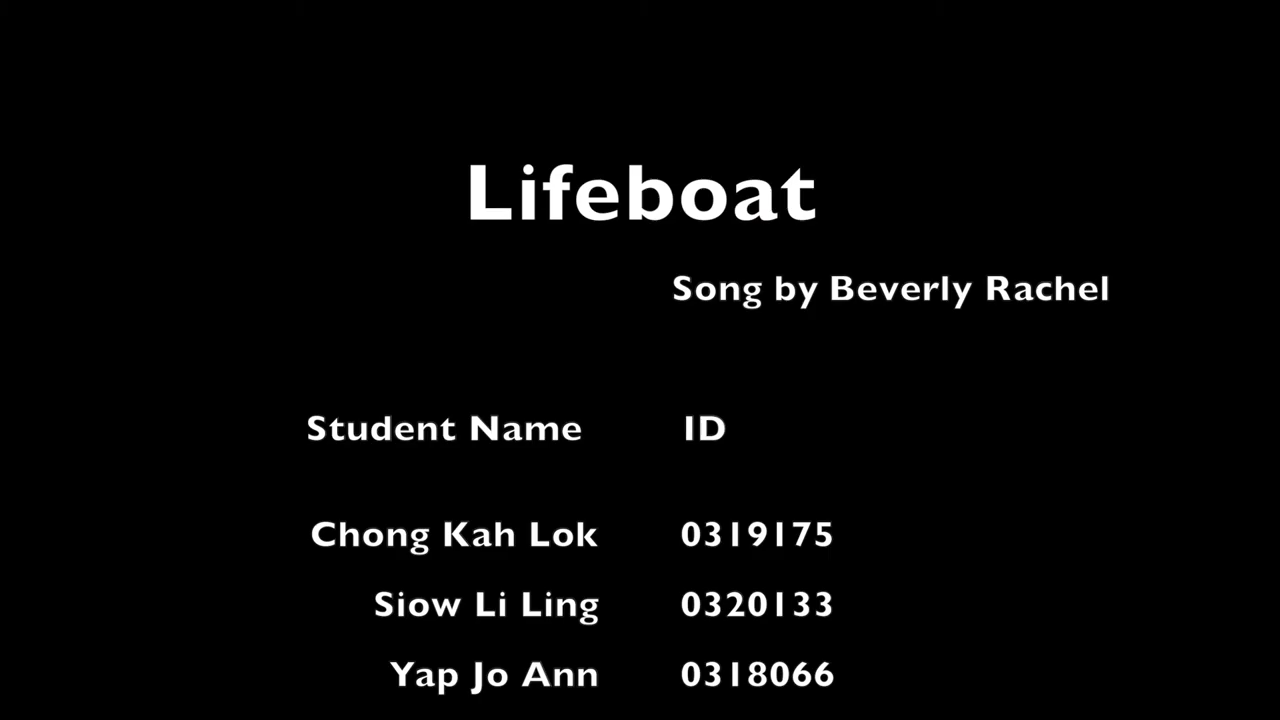 Lifeboat
Song by Beverly Rachel
Student Name ID
Chong Kah Lok 0319175
Siow Li Ling 0320133
Yap Jo Ann 0318066